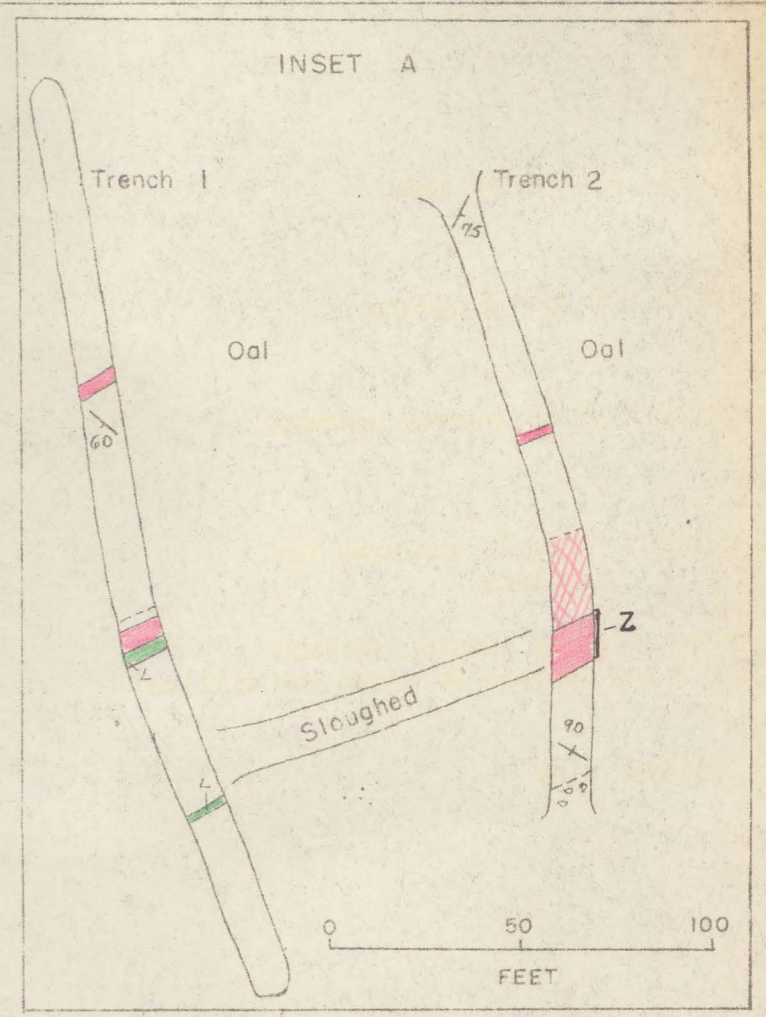 INSET A
Trench 1
Trench 2
75
Oal
Oal
60
Z
L
Sloughed
90
L
0 50 100
FEET